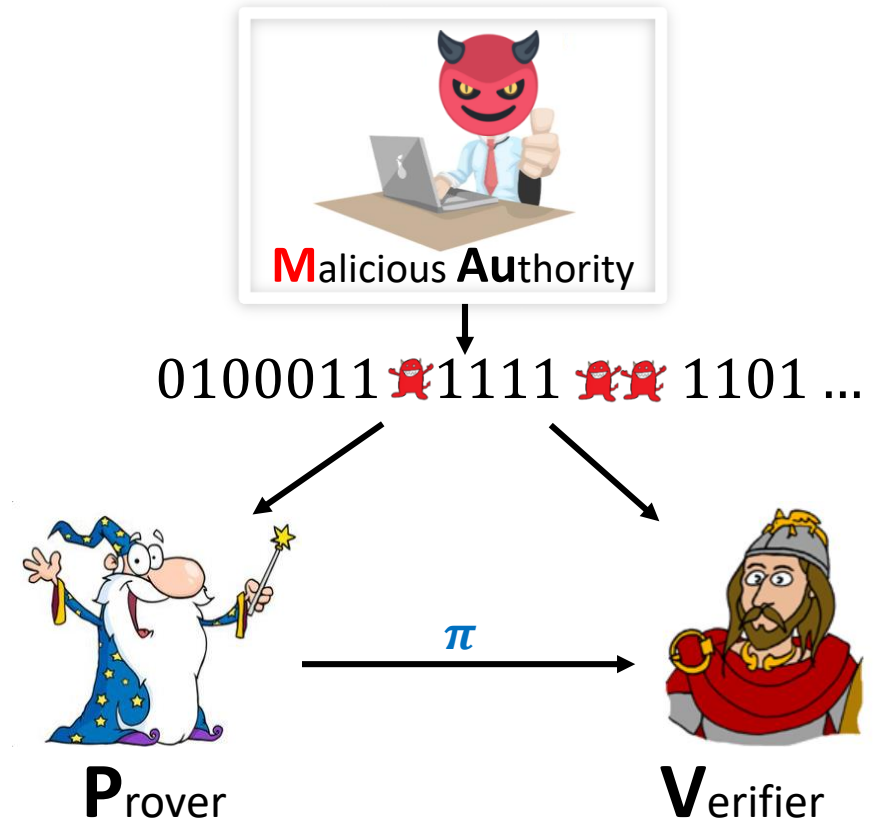 Malicious Authority
0100011 1111 1101 ...
π
Prover
Verifier